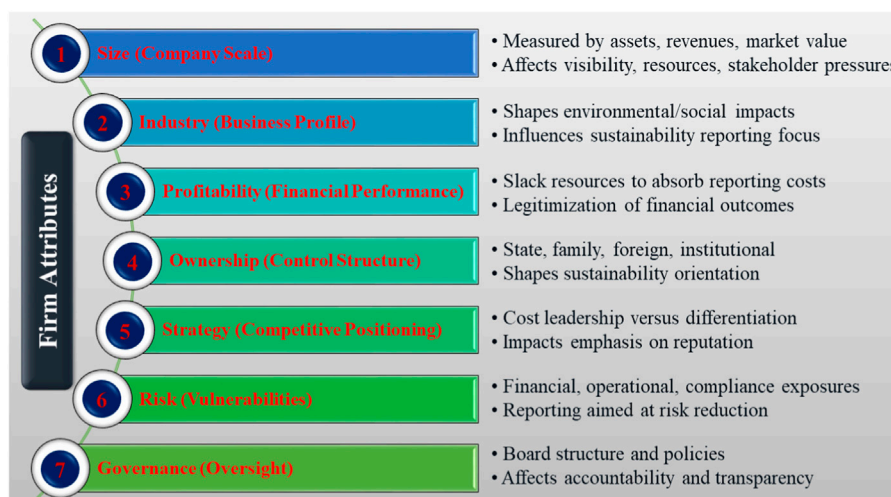 Firm Attributes
1
Size (Company Scale)
• Measured by assets, revenues, market value
• Affects visibility, resources, stakeholder pressures
2
Industry (Business Profile)
• Shapes environmental/social impacts
• Influences sustainability reporting focus
3
Profitability (Financial Performance)
• Slack resources to absorb reporting costs
• Legitimization of financial outcomes
4
Ownership (Control Structure)
• State, family, foreign, institutional
• Shapes sustainability orientation
5
Strategy (Competitive Positioning)
• Cost leadership versus differentiation
• Impacts emphasis on reputation
6
Risk (Vulnerabilities)
• Financial, operational, compliance exposures
• Reporting aimed at risk reduction
7
Governance (Oversight)
• Board structure and policies
• Affects accountability and transparency